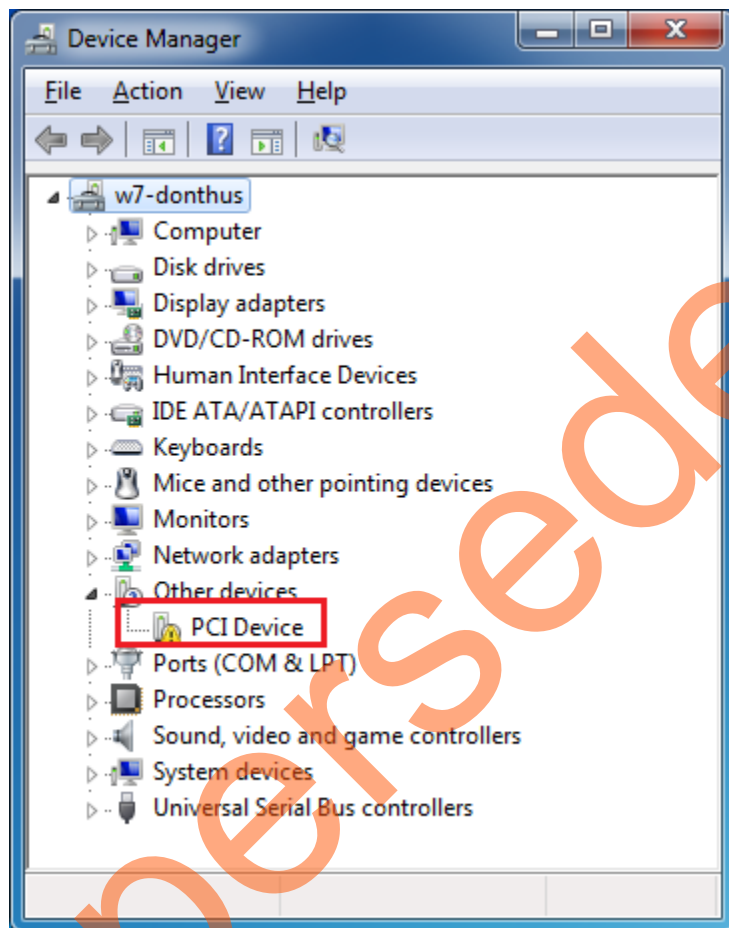 Device Manager
File Action View Help
w7-donthus
Computer
Disk drives
Display adapters
DVD/CD-ROM drives
Human Interface Devices
IDE ATA/ATAPI controllers
Keyboards
Mice and other pointing devices
Monitors
Network adapters
Other devices
PCI Device
Ports (COM & LPT)
Processors
Sound, video and game controllers
System devices
Universal Serial Bus controllers
persede